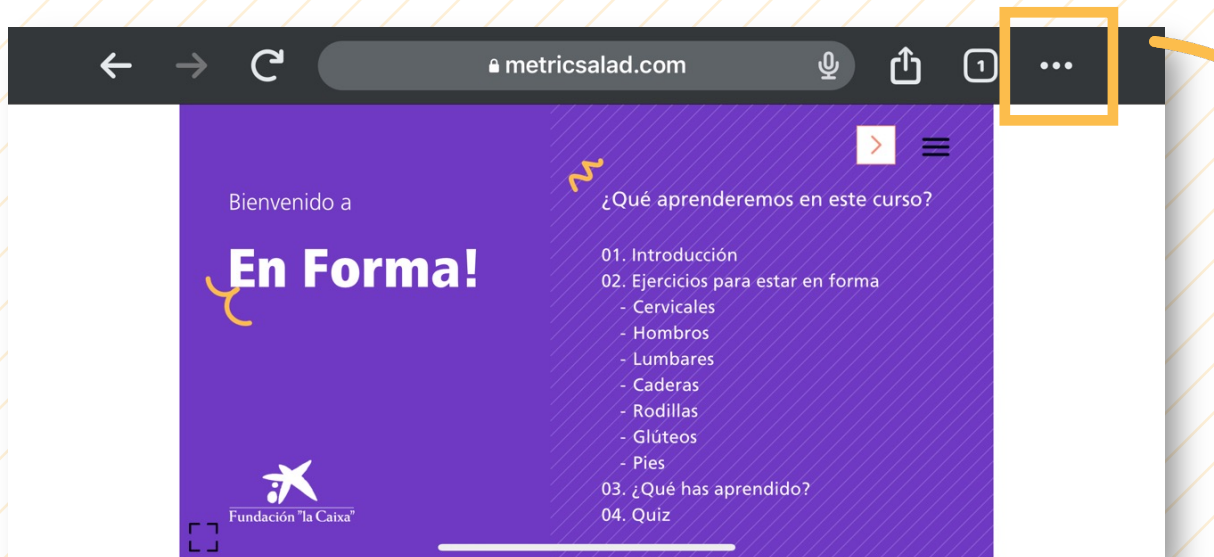 metricsalad.com
1
Bienvenido a
En Forma!
Fundación "la Caixa"
¿Qué aprenderemos en este curso?
01. Introducción
02. Ejercicios para estar en forma
- Cervicales
- Hombros
- Lumbares
- Caderas
- Rodillas
- Glúteos
- Pies
03. ¿Qué has aprendido?
04. Quiz